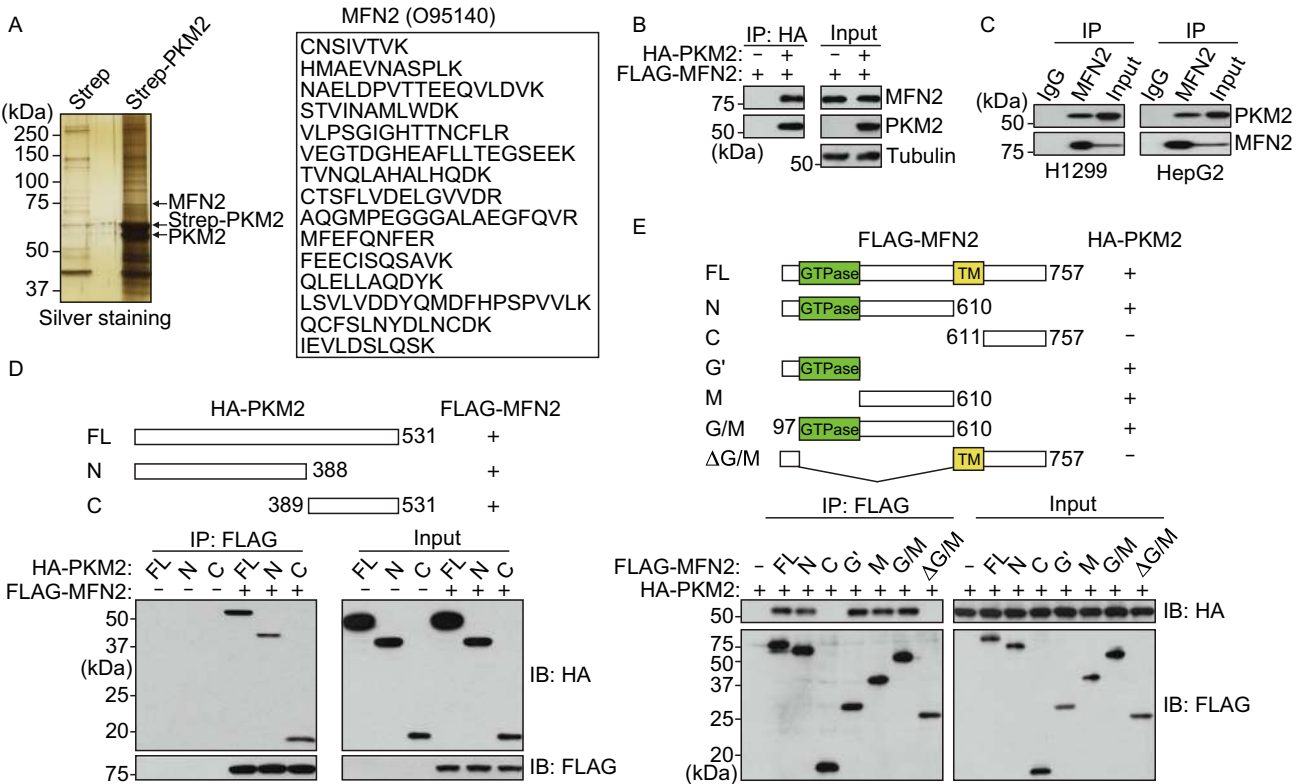 A
Strep
Strep-PKM2
(kDa)
250
150
100
75
50
37
MFN2
Strep-PKM2
PKM2
Silver staining
MFN2 (O95140)
CNSIVTVK
HMAEVNASPLK
NAELDPVTTEEQVLDVK
STVINAMLWDK
VLPSGIGHTTNCFLR
VEGTDGHEAFLLTEGSEEK
TVNQLAHALHQDK
CTSFLVDELGVVDR
AQGMPEGGGALAEGFQVR
MFEFQNFER
FEECISQSAVK
QLELLAQDYK
LSVLVDDYQMDFHPSPVVLK
QCFSLNYDLNCDK
IEVLDSLQSK
B
IP: HA Input
HA-PKM2: − + − +
FLAG-MFN2: + + + +
75 MFN2
50 PKM2
(kDa)
50 Tubulin
C
IP IP
IgG MFN2 Input IgG MFN2 Input
(kDa)
50 PKM2
75 MFN2
H1299 HepG2
D
HA-PKM2 FLAG-MFN2
FL 531 +
N 388 +
C 389 531 +
IP: FLAG Input
HA-PKM2: FL N C FL N C FL N C FL N C
FLAG-MFN2: − − − + + + − − − + + +
50
37
(kDa)
25
20
IB: HA
75 IB: FLAG
E
FLAG-MFN2 HA-PKM2
FL GTPase TM 757 +
N GTPase 610 +
C 611 757 −
G' GTPase +
M 610 +
G/M 97 GTPase 610 +
ΔG/M TM 757 −
IP: FLAG Input
FLAG-MFN2: − FL N C G' M G/M ΔG/M − FL N C G' M G/M ΔG/M
HA-PKM2: + + + + + + + + + + + + + + + +
50 IB: HA
75
50
37
25
20
(kDa)
IB: FLAG